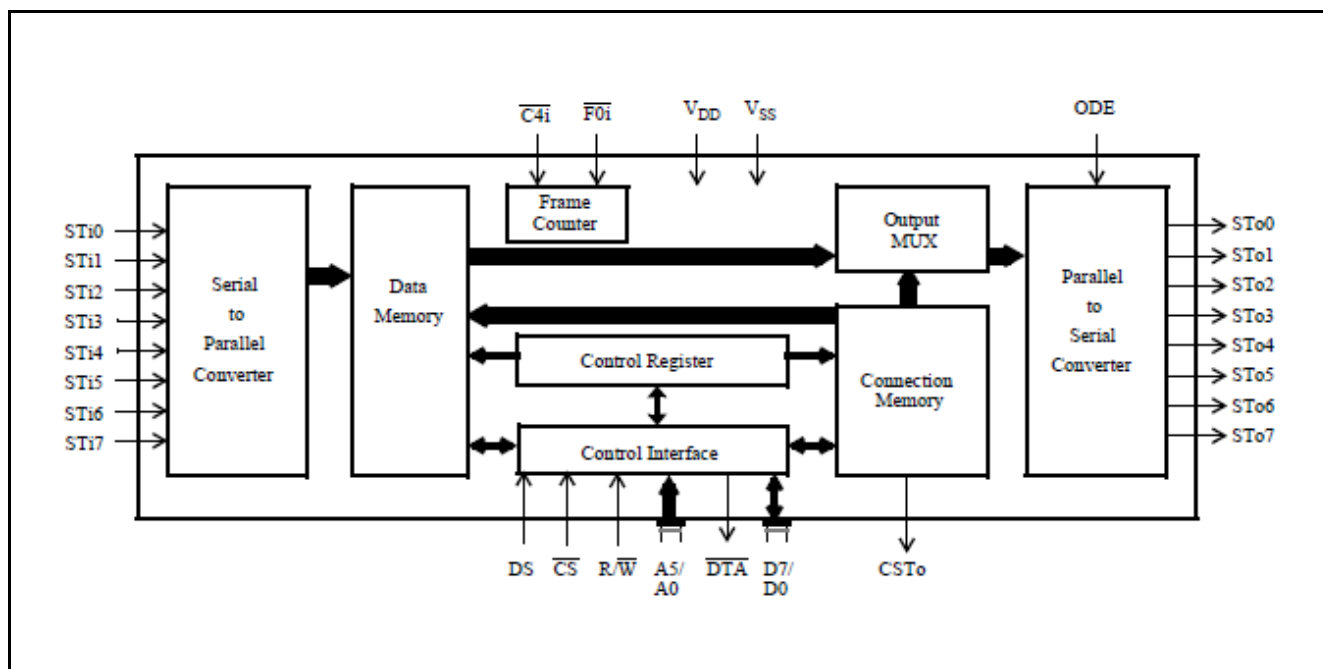 C4i F0i VDD VSS ODE
Frame
Counter
Output
MUX
STi0
STi1
STi2
STi3
STi4
STi5
STi6
STi7
Serial
to
Parallel
Converter
Data
Memory
Control Register
Connection
Memory
Control Interface
Parallel
to
Serial
Converter
STo0
STo1
STo2
STo3
STo4
STo5
STo6
STo7
DS CS R/W A5/ DTA D7/ CSTo
A0 D0